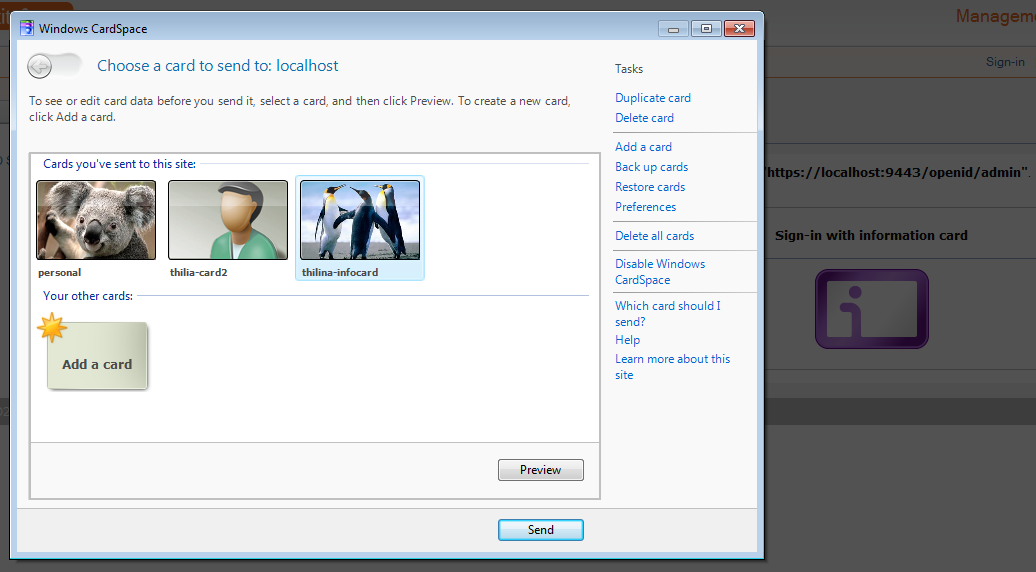 Windows CardSpace
Choose a card to send to: localhost
To see or edit card data before you send it, select a card, and then click Preview. To create a new card,
click Add a card.
Cards you've sent to this site:
personal
thilia-card2
thilina-infocard
Your other cards:
Add a card
Preview
Send
Tasks
Duplicate card
Delete card
Add a card
Back up cards
Restore cards
Preferences
Delete all cards
Disable Windows
CardSpace
Which card should I
send?
Help
Learn more about this
site
Sign-in
"https://localhost:9443/openid/admin".
Sign-in with information card